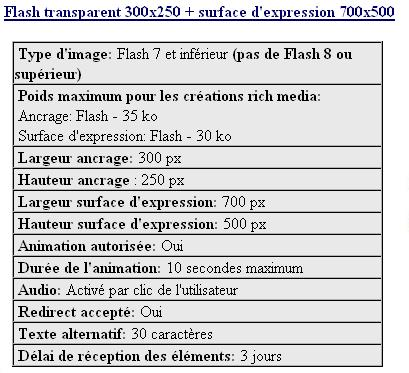 Flash transparent 300x250 + surface d'expression 700x500
Type d'image: Flash 7 et inférieur (pas de Flash 8 ou
supérieur)
Poids maximum pour les créations rich media:
Ancrage: Flash - 35 ko
Surface d'expression: Flash - 30 ko
Largeur ancrage: 300 px
Hauteur ancrage : 250 px
Largeur surface d'expression: 700 px
Hauteur surface d'expression: 500 px
Animation autorisée: Oui
Durée de l'animation: 10 secondes maximum
Audio: Activé par clic de l'utilisateur
Redirect accepté: Oui
Texte alternatif: 30 caractères
Délai de réception des éléments: 3 jours